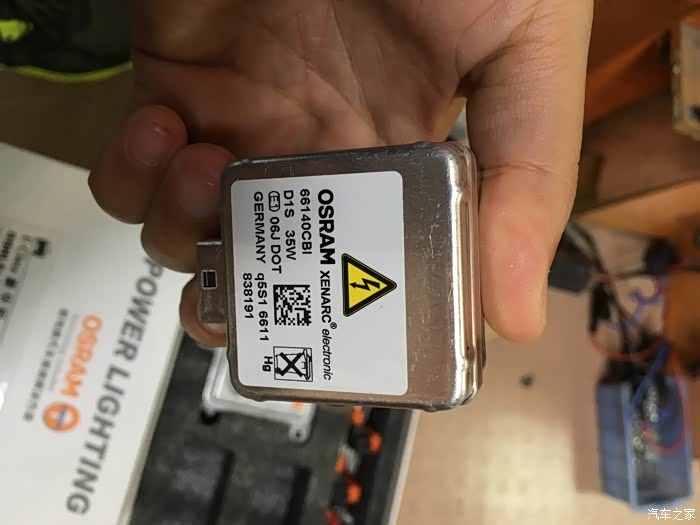 OSRAM XENARC® electronic
66140CBI
D1S 35W
E1 06J DOT
GERMANY q5S1 6611
838191
Hg
POWER LIGHTING
OSRAM
汽车之家